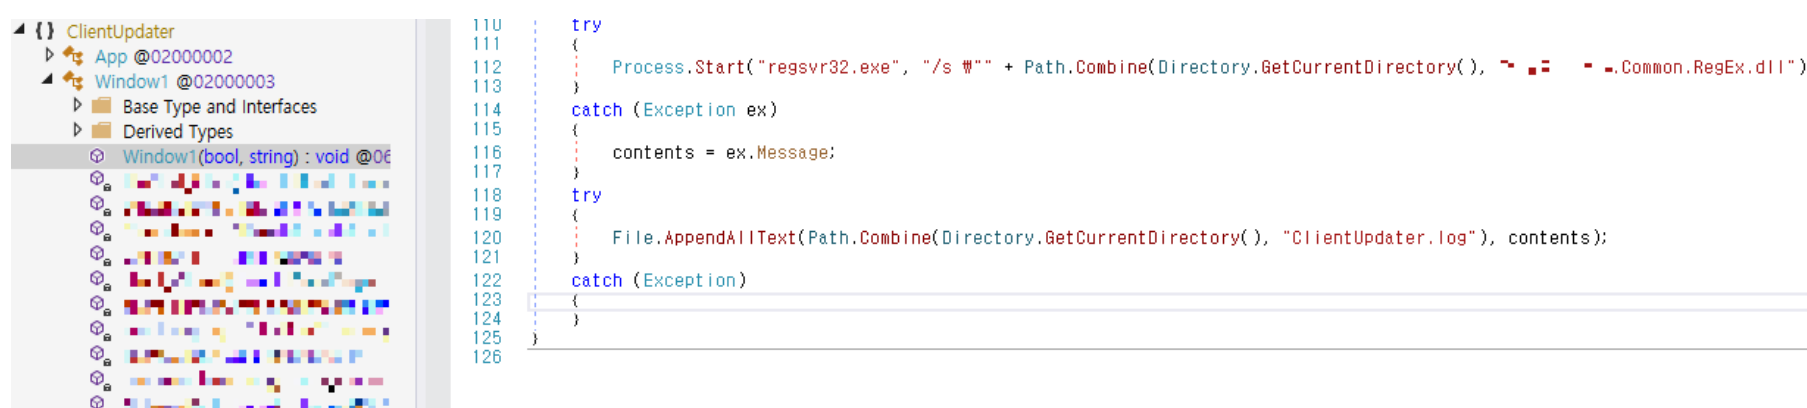 {} ClientUpdater
App @02000002
Window1 @02000003
Base Type and Interfaces
Derived Types
Window1(bool, string) : void @06
110 try
111 {
112 Process.Start("regsvr32.exe", "/s ₩"" + Path.Combine(Directory.GetCurrentDirectory(), .Common.RegEx.dll")
113 }
114 catch (Exception ex)
115 {
116 contents = ex.Message;
117 }
118 try
119 {
120 File.AppendAllText(Path.Combine(Directory.GetCurrentDirectory(), "ClientUpdater.log"), contents);
121 }
122 catch (Exception)
123 {
124 }
125 }
126